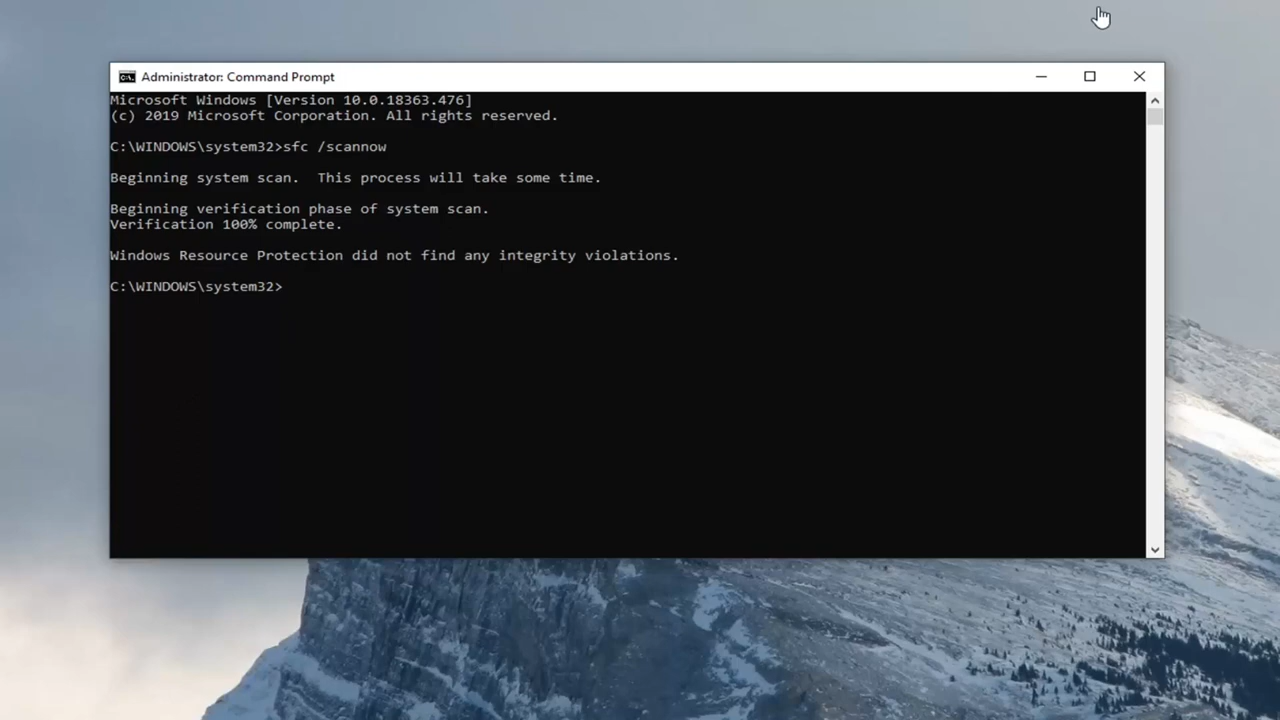 Administrator: Command Prompt
Microsoft Windows [Version 10.0.18363.476]
(c) 2019 Microsoft Corporation. All rights reserved.
C:\WINDOWS\system32>sfc /scannow
Beginning system scan.  This process will take some time.
Beginning verification phase of system scan.
Verification 100% complete.
Windows Resource Protection did not find any integrity violations.
C:\WINDOWS\system32>